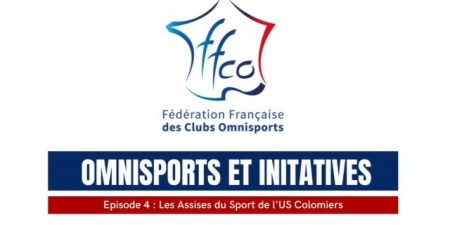 ffco
Fédération Française
des Clubs Omnisports
OMNISPORTS ET INITATIVES
Episode 4 : Les Assises du Sport de l'US Colomiers